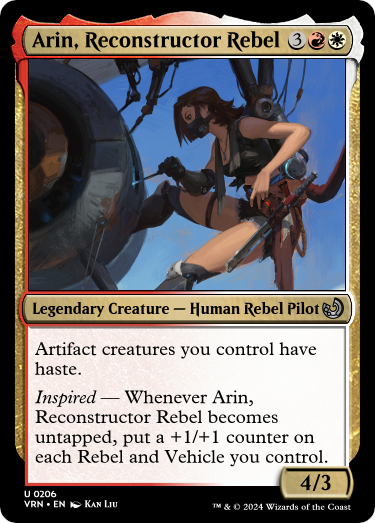 Arin, Reconstructor Rebel 3
Legendary Creature — Human Rebel Pilot
Artifact creatures you control have
haste.
Inspired — Whenever Arin,
Reconstructor Rebel becomes
untapped, put a +1/+1 counter on
each Rebel and Vehicle you control.
4/3
U 0206
VRN • EN Kan Liu
™ & © 2024 Wizards of the Coast